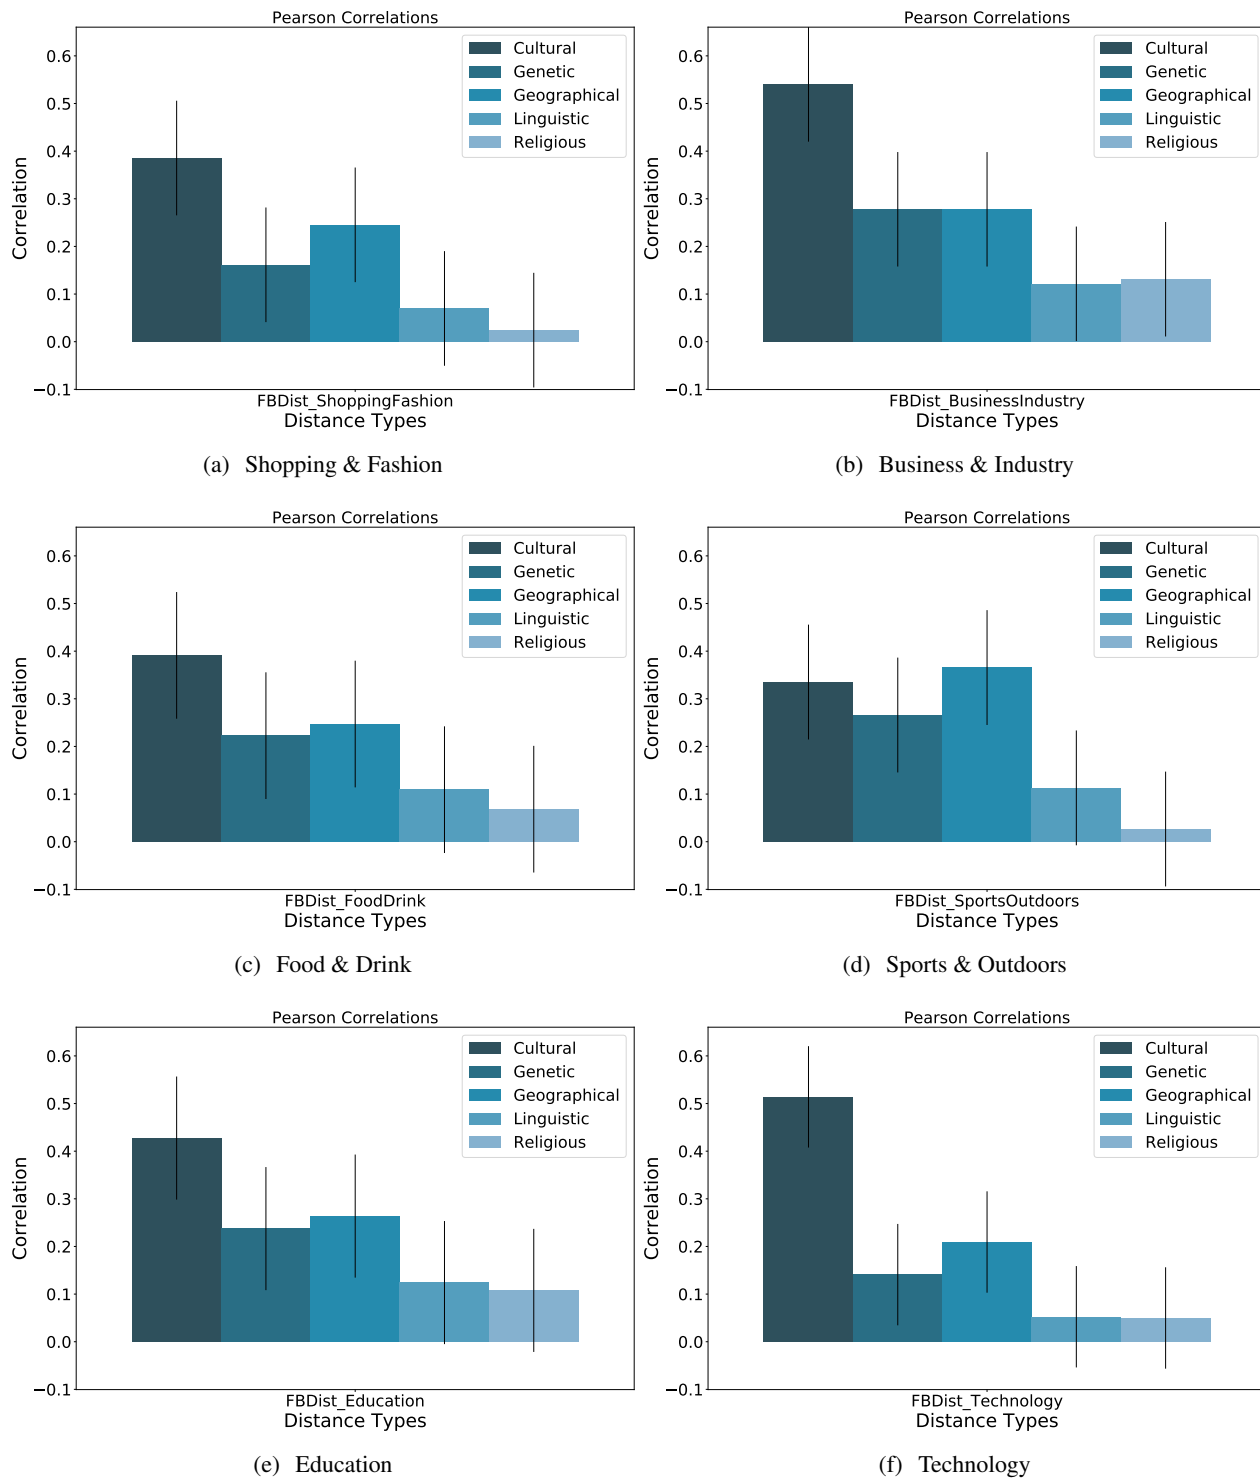 Pearson Correlations
0.6
0.5
0.4
0.3
0.2
0.1
0.0
−0.1
Correlation
Cultural
Genetic
Geographical
Linguistic
Religious
FBDist_ShoppingFashion
Distance Types
(a) Shopping & Fashion
Pearson Correlations
0.6
0.5
0.4
0.3
0.2
0.1
0.0
−0.1
Correlation
Cultural
Genetic
Geographical
Linguistic
Religious
FBDist_BusinessIndustry
Distance Types
(b) Business & Industry
Pearson Correlations
0.6
0.5
0.4
0.3
0.2
0.1
0.0
−0.1
Correlation
Cultural
Genetic
Geographical
Linguistic
Religious
FBDist_FoodDrink
Distance Types
(c) Food & Drink
Pearson Correlations
0.6
0.5
0.4
0.3
0.2
0.1
0.0
−0.1
Correlation
Cultural
Genetic
Geographical
Linguistic
Religious
FBDist_SportsOutdoors
Distance Types
(d) Sports & Outdoors
Pearson Correlations
0.6
0.5
0.4
0.3
0.2
0.1
0.0
−0.1
Correlation
Cultural
Genetic
Geographical
Linguistic
Religious
FBDist_Education
Distance Types
(e) Education
Pearson Correlations
0.6
0.5
0.4
0.3
0.2
0.1
0.0
−0.1
Correlation
Cultural
Genetic
Geographical
Linguistic
Religious
FBDist_Technology
Distance Types
(f) Technology